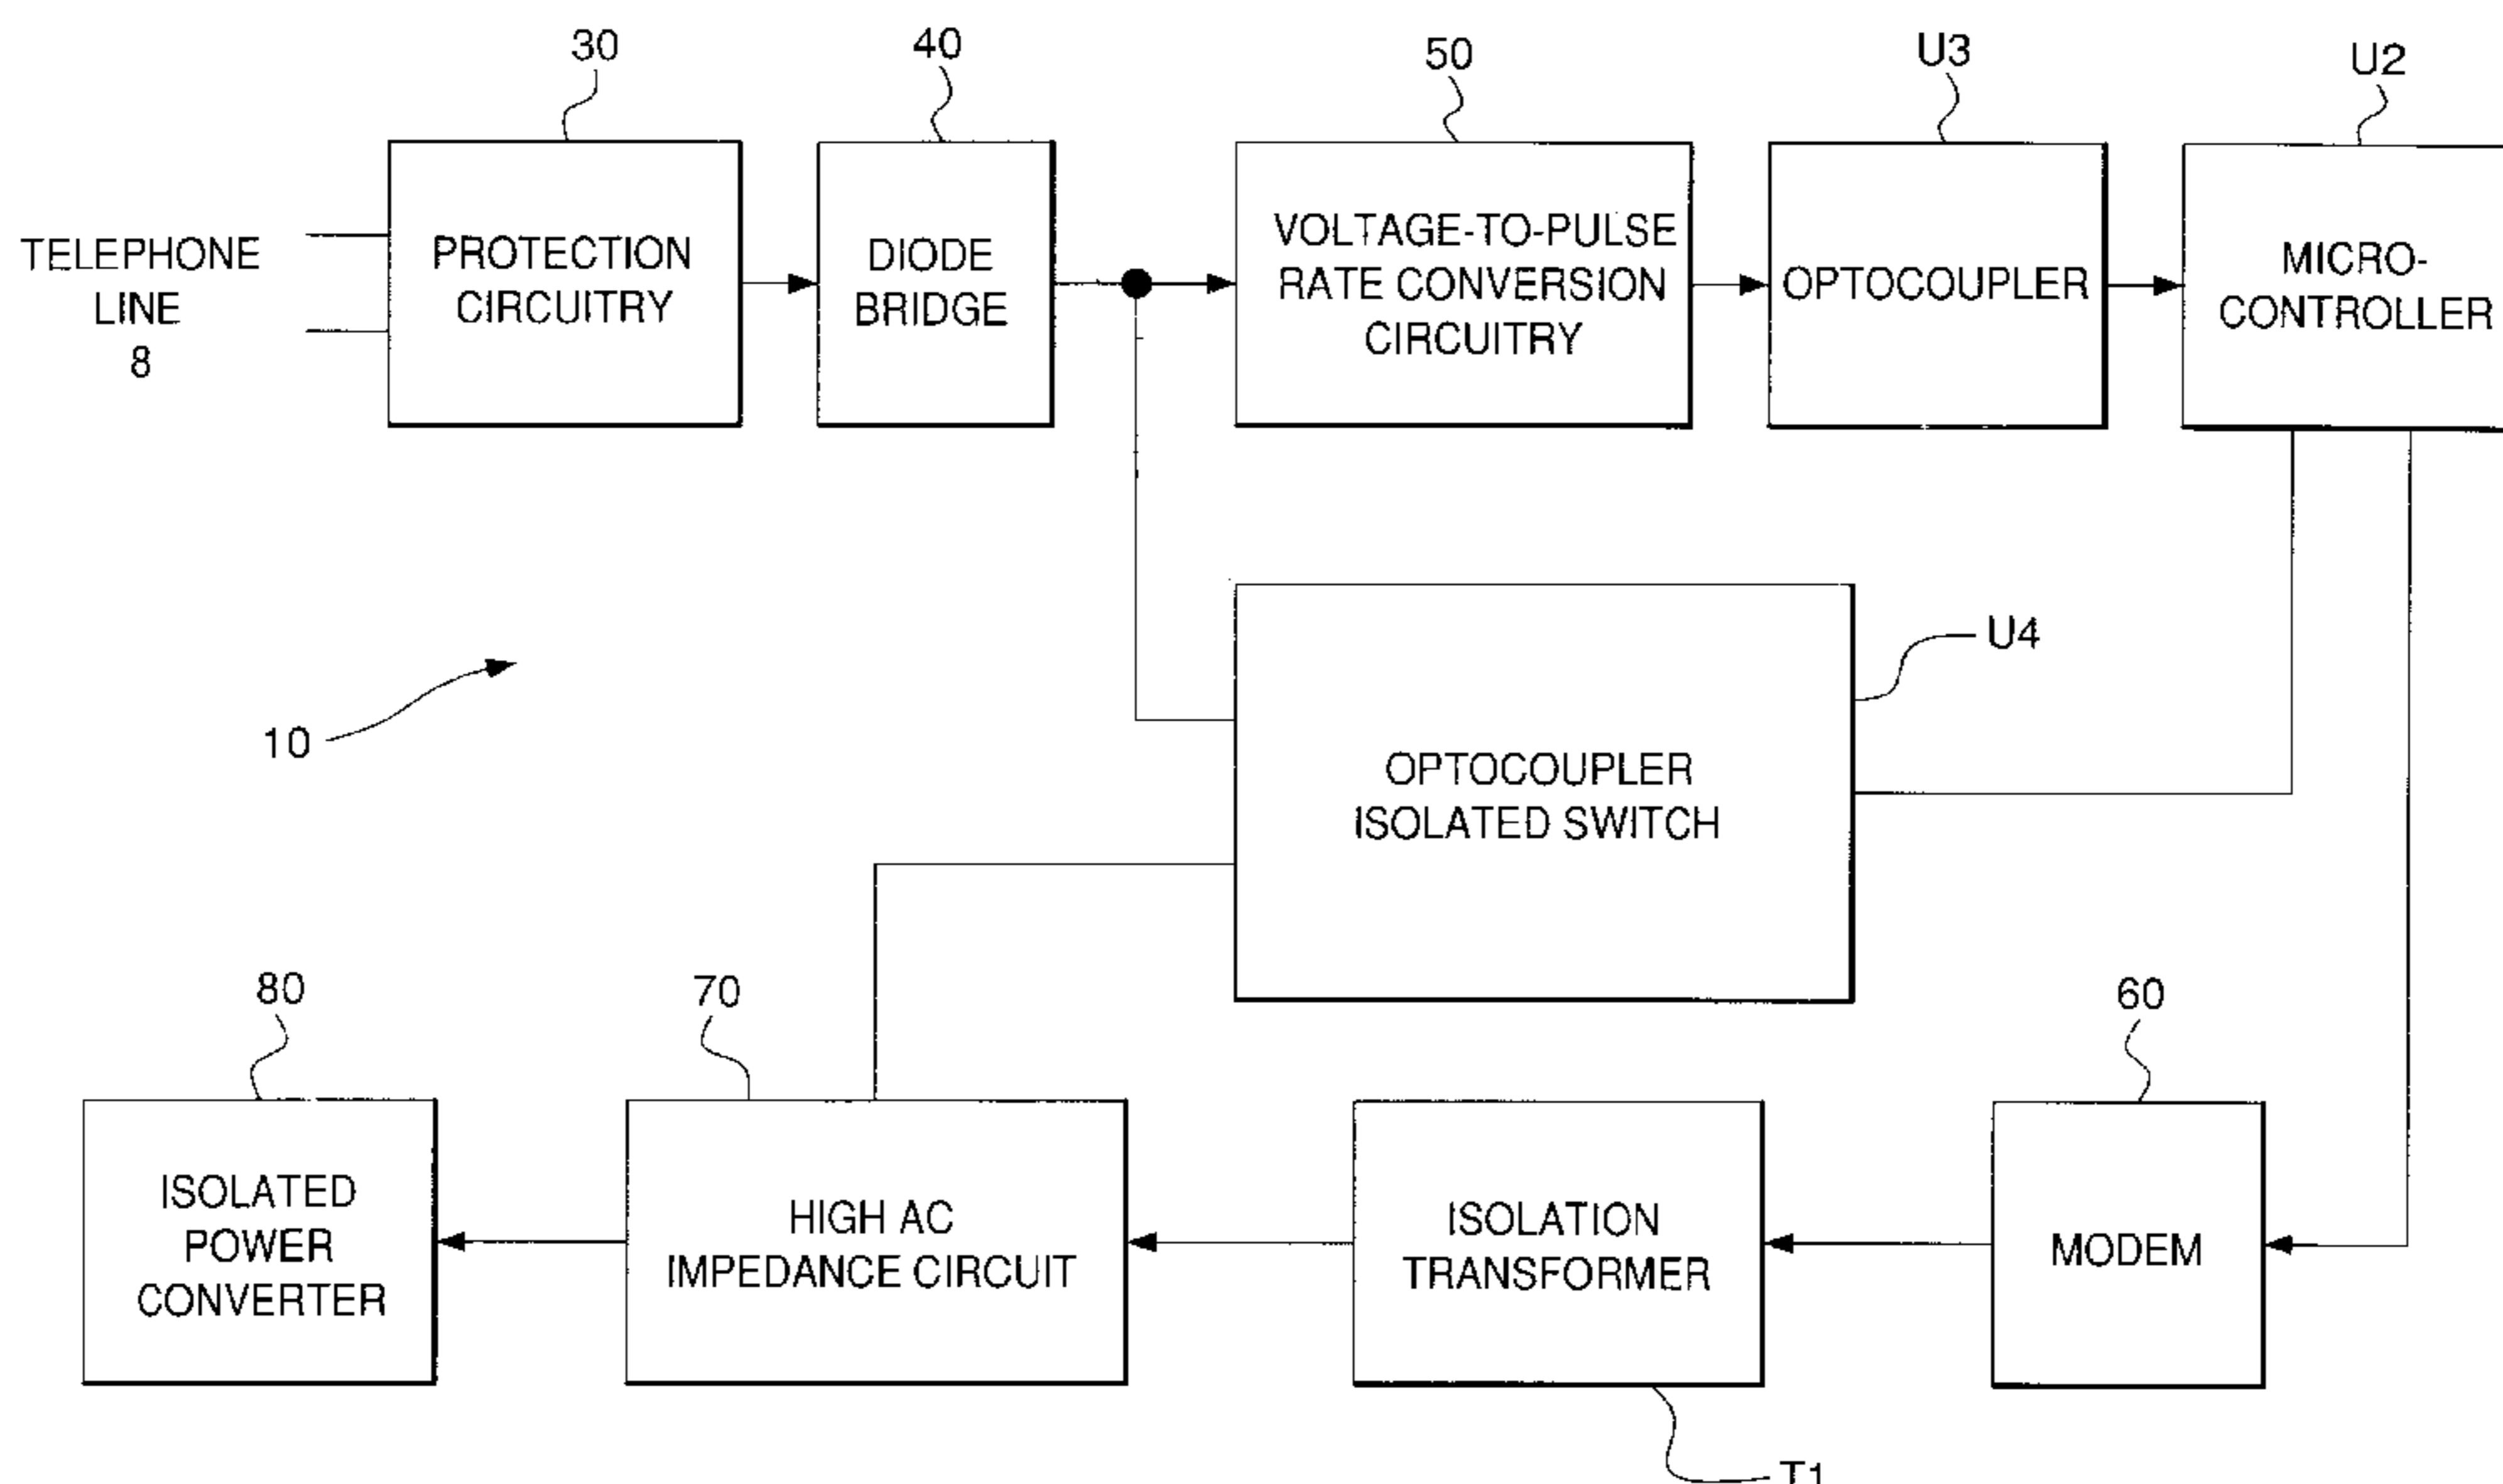 30
40
50
U3
U2
TELEPHONE
LINE
8
PROTECTION
CIRCUITRY
DIODE
BRIDGE
VOLTAGE-TO-PULSE
RATE CONVERSION
CIRCUITRY
OPTOCOUPLER
MICRO-
CONTROLLER
U4
10
OPTOCOUPLER
ISOLATED SWITCH
80
70
60
ISOLATED
POWER
CONVERTER
HIGH AC
IMPEDANCE CIRCUIT
ISOLATION
TRANSFORMER
MODEM
T1